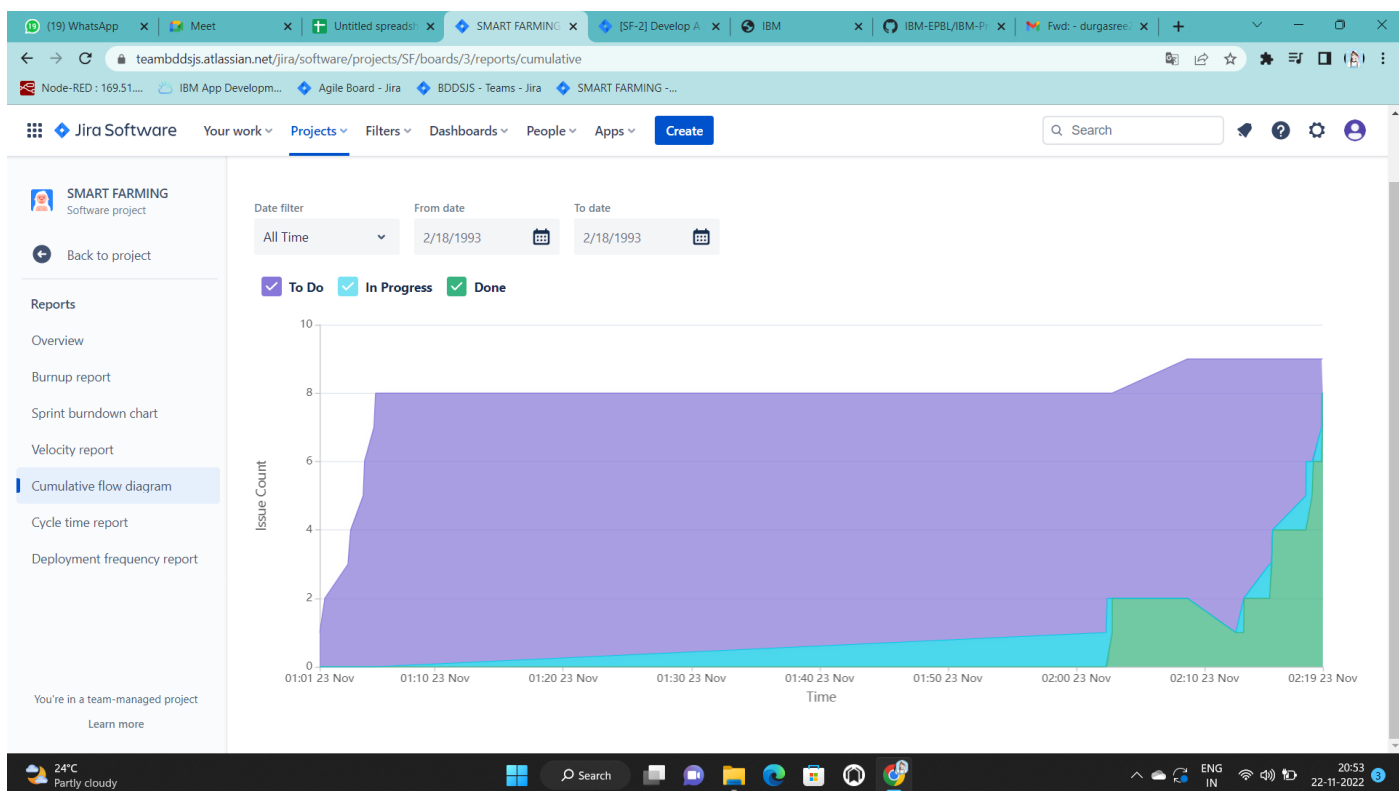 (19) WhatsApp
Meet
Untitled spreadsh
SMART FARMING
[SF-2] Develop A
IBM
IBM-EPBL/IBM-Pr
Fwd: - durgasree2
teambddsjs.atlassian.net/jira/software/projects/SF/boards/3/reports/cumulative
Node-RED : 169.51....
IBM App Developm...
Agile Board - Jira
BDDSJS - Teams - Jira
SMART FARMING -...
Jira Software
Your work
Projects
Filters
Dashboards
People
Apps
Create
Search
SMART FARMING
Software project
Back to project
Reports
Overview
Burnup report
Sprint burndown chart
Velocity report
Cumulative flow diagram
Cycle time report
Deployment frequency report
You're in a team-managed project
Learn more
Date filter
From date
To date
All Time
2/18/1993
2/18/1993
To Do
In Progress
Done
10
8
6
4
2
0
Issue Count
01:01 23 Nov
01:10 23 Nov
01:20 23 Nov
01:30 23 Nov
01:40 23 Nov
01:50 23 Nov
02:00 23 Nov
02:10 23 Nov
02:19 23 Nov
Time
24°C
Partly cloudy
Search
ENG
IN
20:53
22-11-2022
3